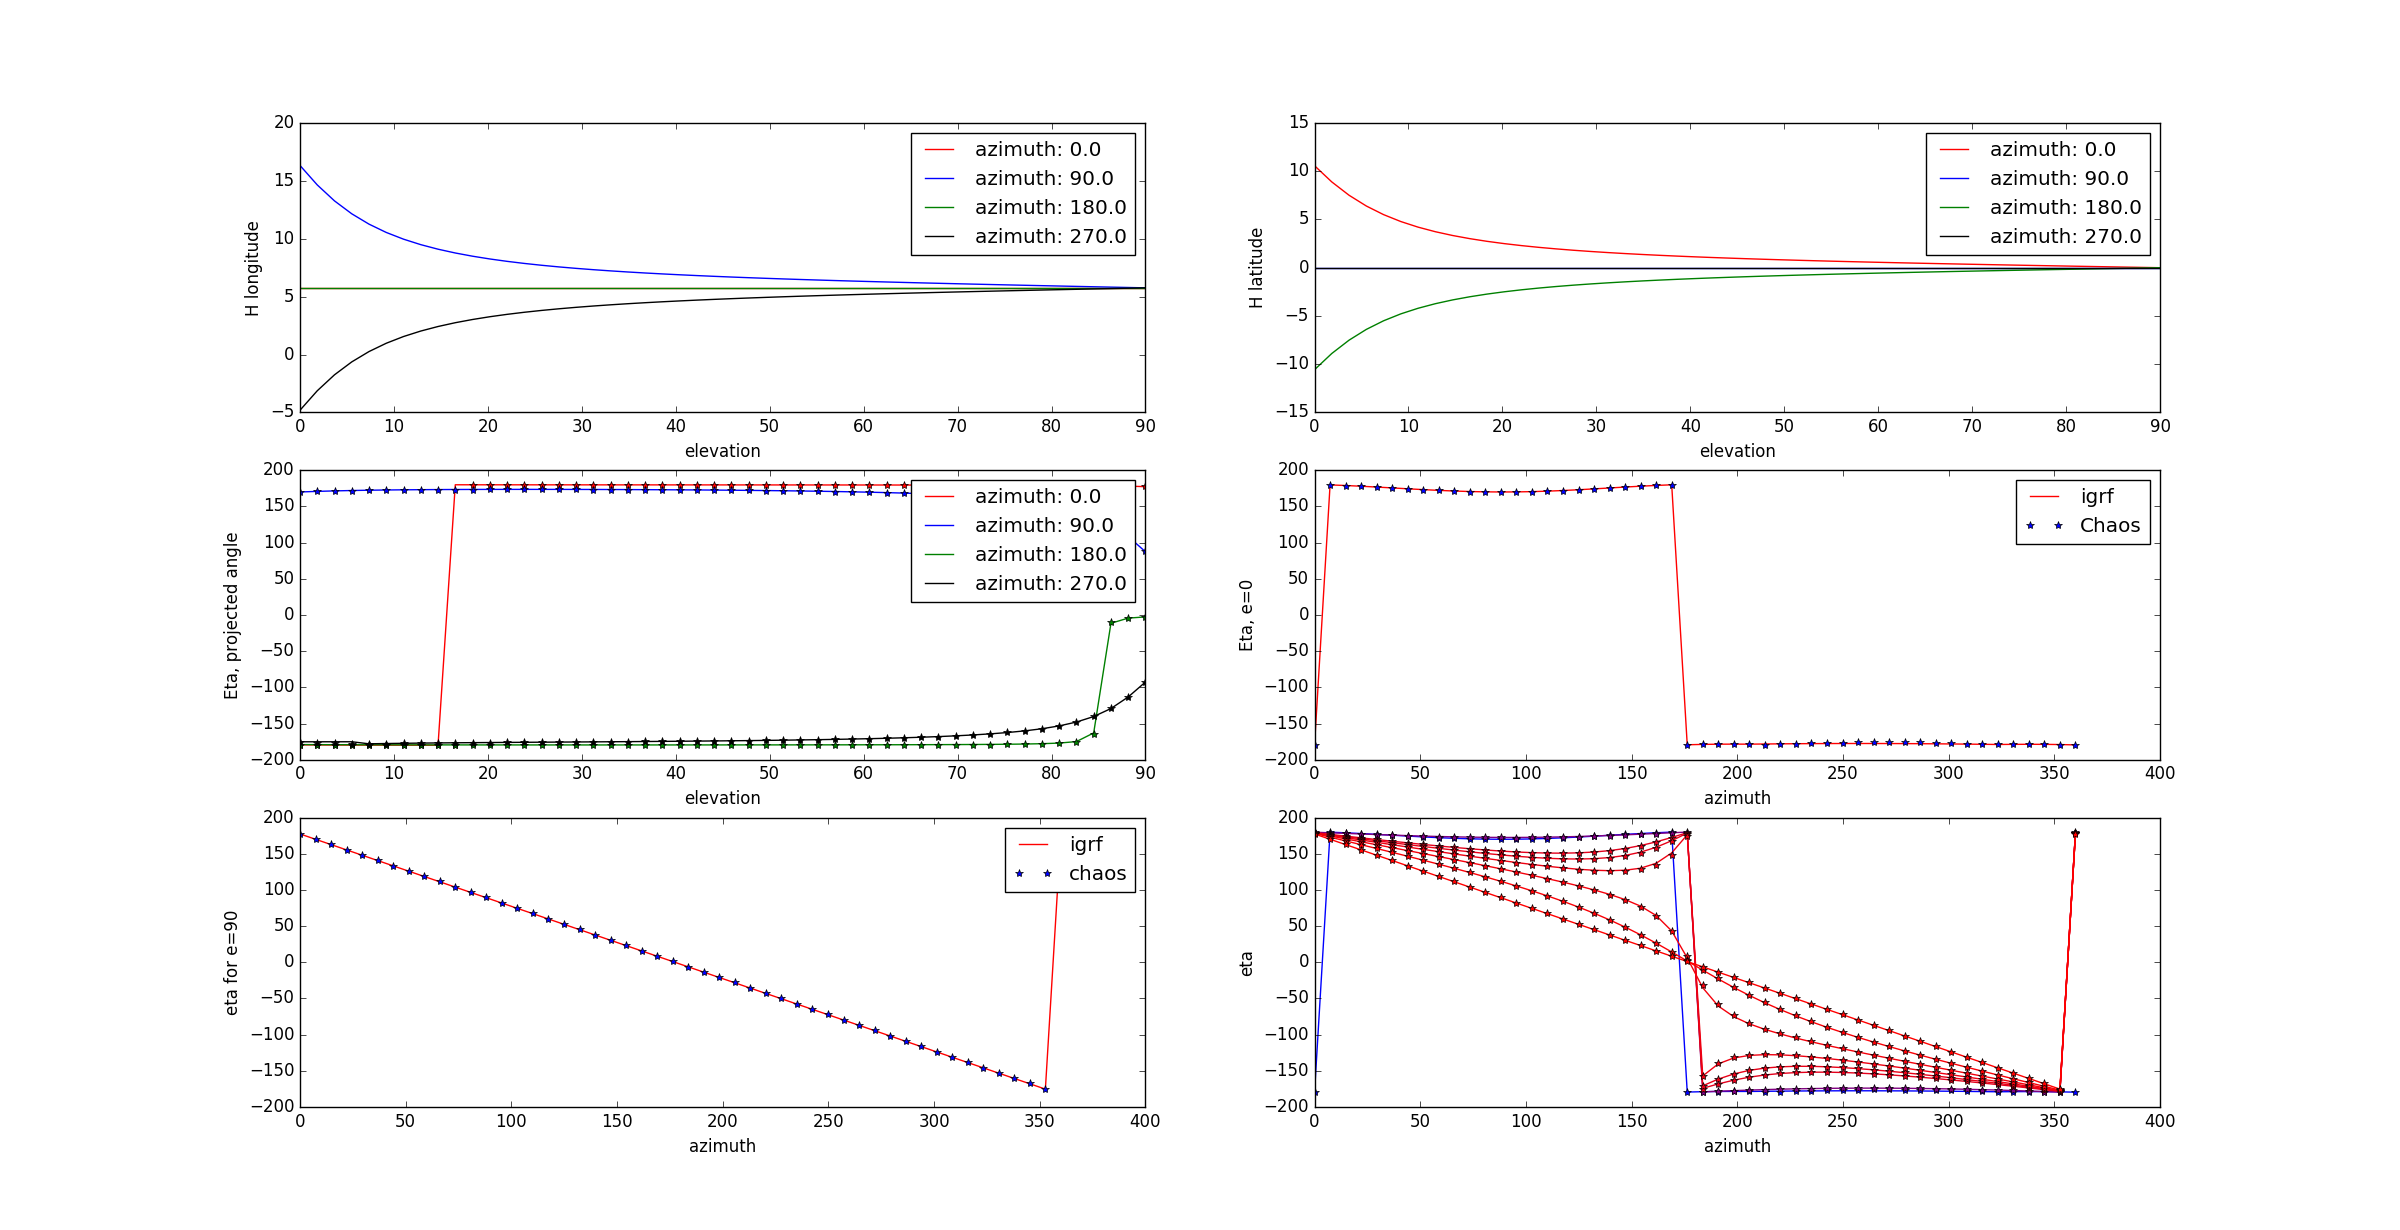 20
15
10
5
0
−5
H longitude
azimuth: 0.0
azimuth: 90.0
azimuth: 180.0
azimuth: 270.0
0 10 20 30 40 50 60 70 80 90
elevation
15
10
5
0
−5
−10
−15
H latitude
azimuth: 0.0
azimuth: 90.0
azimuth: 180.0
azimuth: 270.0
0 10 20 30 40 50 60 70 80 90
elevation
200
150
100
50
0
−50
−100
−150
−200
Eta, projected angle
azimuth: 0.0
azimuth: 90.0
azimuth: 180.0
azimuth: 270.0
0 10 20 30 40 50 60 70 80 90
elevation
200
150
100
50
0
−50
−100
−150
−200
Eta, e=0
igrf
Chaos
0 50 100 150 200 250 300 350 400
azimuth
200
150
100
50
0
−50
−100
−150
−200
eta for e=90
igrf
chaos
0 50 100 150 200 250 300 350 400
azimuth
200
150
100
50
0
−50
−100
−150
−200
eta
0 50 100 150 200 250 300 350 400
azimuth